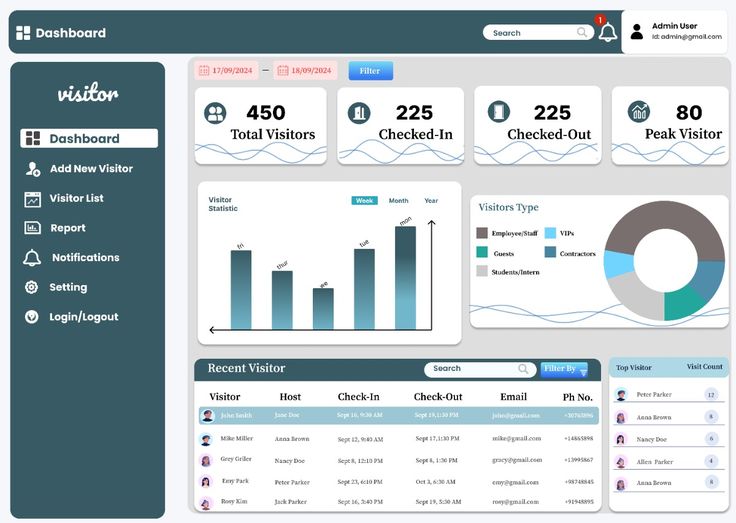 Dashboard
Search
1
Admin User
Id: admin@gmail.com
visitor
Dashboard
Add New Visitor
Visitor List
Report
Notifications
Setting
Login/Logout
17/09/2024 — 18/09/2024 Filter
450
Total Visitors
225
Checked-In
225
Checked-Out
80
Peak Visitor
Visitor
Statistic
Week Month Year
fri
thur
we
tue
mon
Visitors Type
Employee/Staff VIPs
Guests Contractors
Students/Intern
Recent Visitor Search Filter By
Visitor Host Check-In Check-Out Email Ph No.
John Smith Jane Doe Sept 16, 9:30 AM Sept 19,1:30 PM john@gmail.com +30765896
Mike Miller Anna Brown Sept 12, 9:40 AM Sept 17,1:30 PM mike@gmail.com +14865898
Grey Grifer Nancy Doe Sept 8, 12:10 PM Sept 8, 1:30 PM gracy@gmail.com +13995867
Emy Park Peter Parker Sept 23, 6:10 PM Oct 3, 6:30 AM emy@gmail.com +98748845
Rosy Kim Jack Parker Sept 16, 3:40 PM Sept 19, 5:30 AM rosy@gmail.com +91948895
Top Visitor Visit Count
Peter Parker 12
Anna Brown 8
Nancy Doe 6
Allen Parker 4
Anna Brown 8